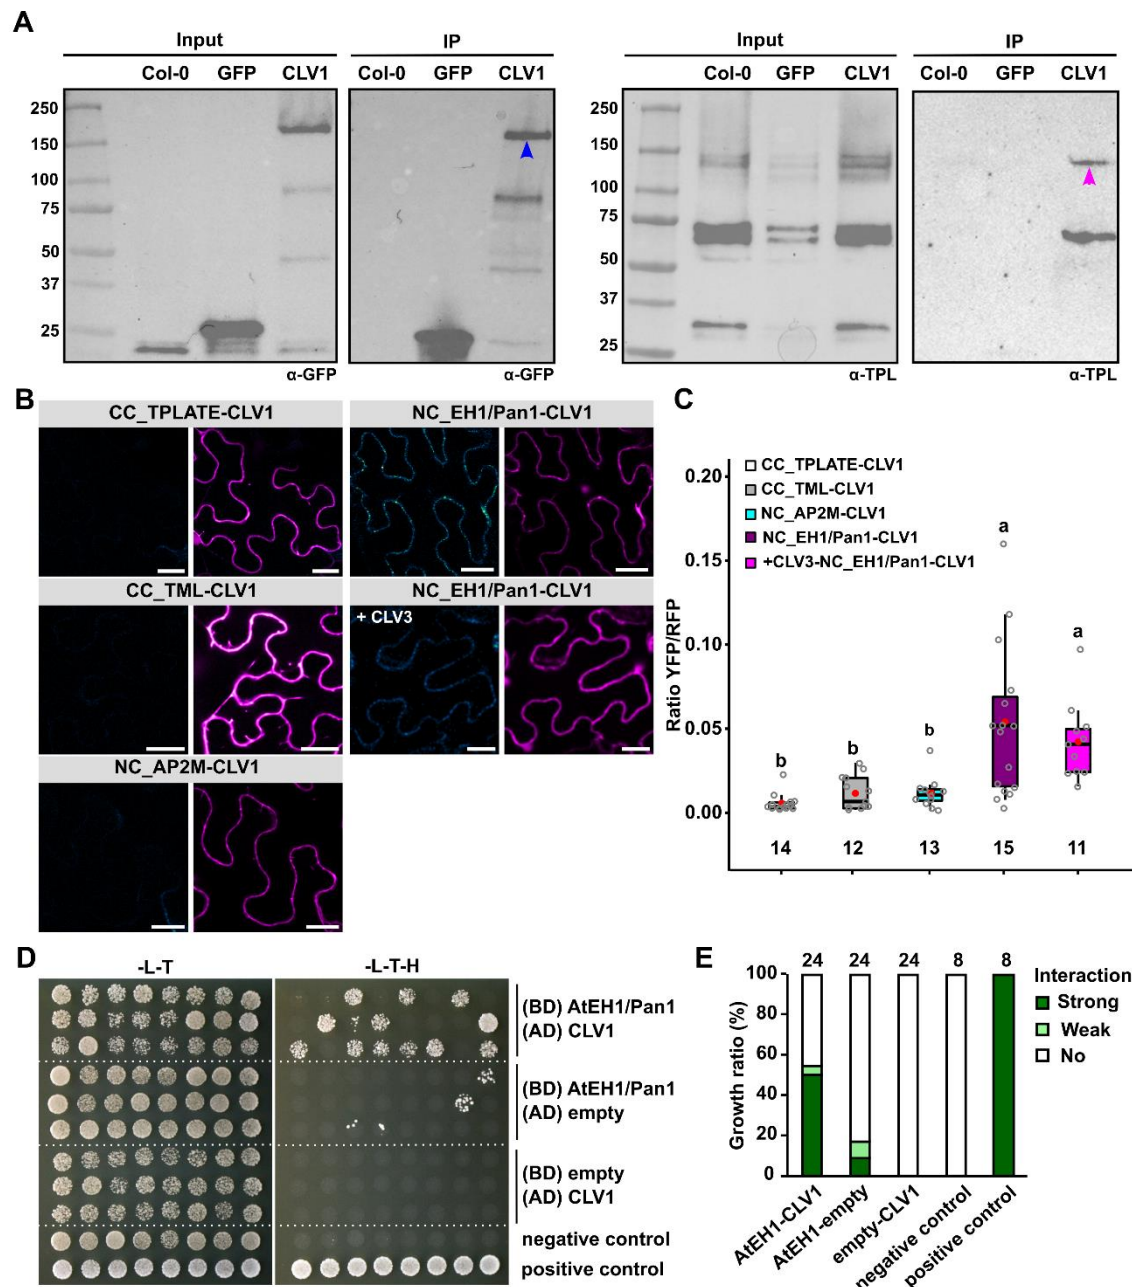 A
Input
IP
Input
IP
Col-0 GFP CLV1
Col-0 GFP CLV1
Col-0 GFP CLV1
Col-0 GFP CLV1
250
150
100
75
50
37
25
250
150
100
75
50
37
25
α-GFP
α-GFP
α-TPL
α-TPL
B
CC_TPLATE-CLV1
NC_EH1/Pan1-CLV1
CC_TML-CLV1
NC_EH1/Pan1-CLV1
+ CLV3
NC_AP2M-CLV1
C
CC_TPLATE-CLV1
CC_TML-CLV1
NC_AP2M-CLV1
NC_EH1/Pan1-CLV1
+CLV3-NC_EH1/Pan1-CLV1
Ratio YFP/RFP
0.20
0.15
0.10
0.05
0.00
b
b
b
a
a
14 12 13 15 11
D
-L-T
-L-T-H
(BD) AtEH1/Pan1
(AD) CLV1
(BD) AtEH1/Pan1
(AD) empty
(BD) empty
(AD) CLV1
negative control
positive control
E
24 24 24 8 8
Growth ratio (%)
100
80
60
40
20
0
Interaction
Strong
Weak
No
AtEH1-CLV1
AtEH1-empty
empty-CLV1
negative control
positive control